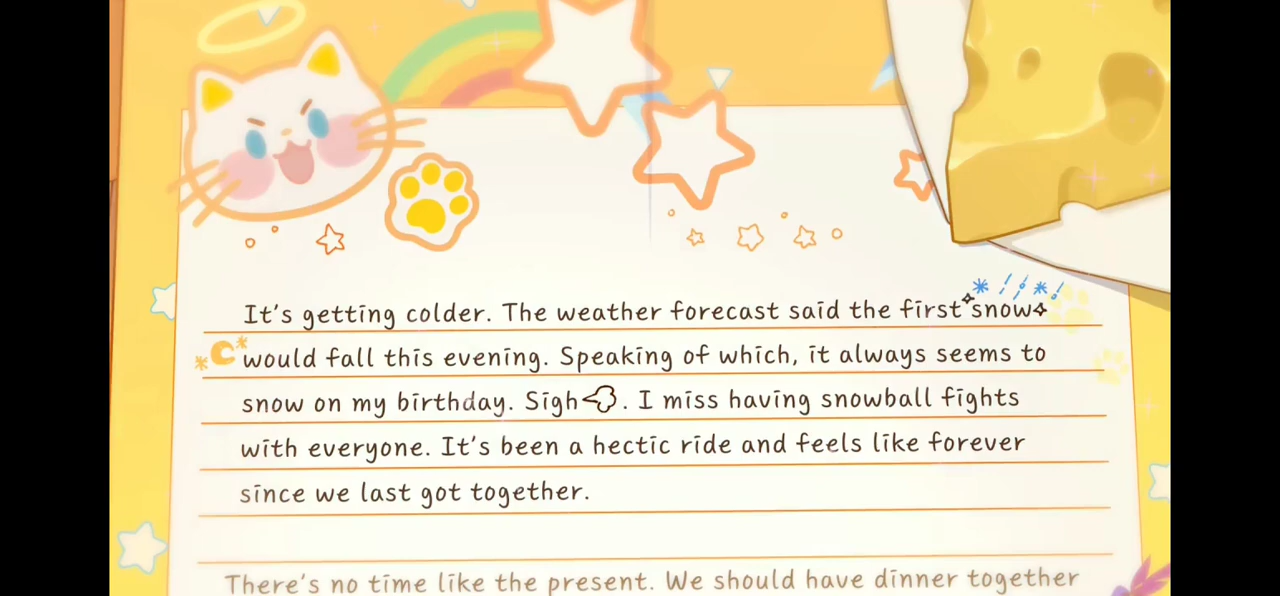 It's getting colder. The weather forecast said the first snow
would fall this evening. Speaking of which, it always seems to
snow on my birthday. Sigh. I miss having snowball fights
with everyone. It's been a hectic ride and feels like forever
since we last got together.
There's no time like the present. We should have dinner together